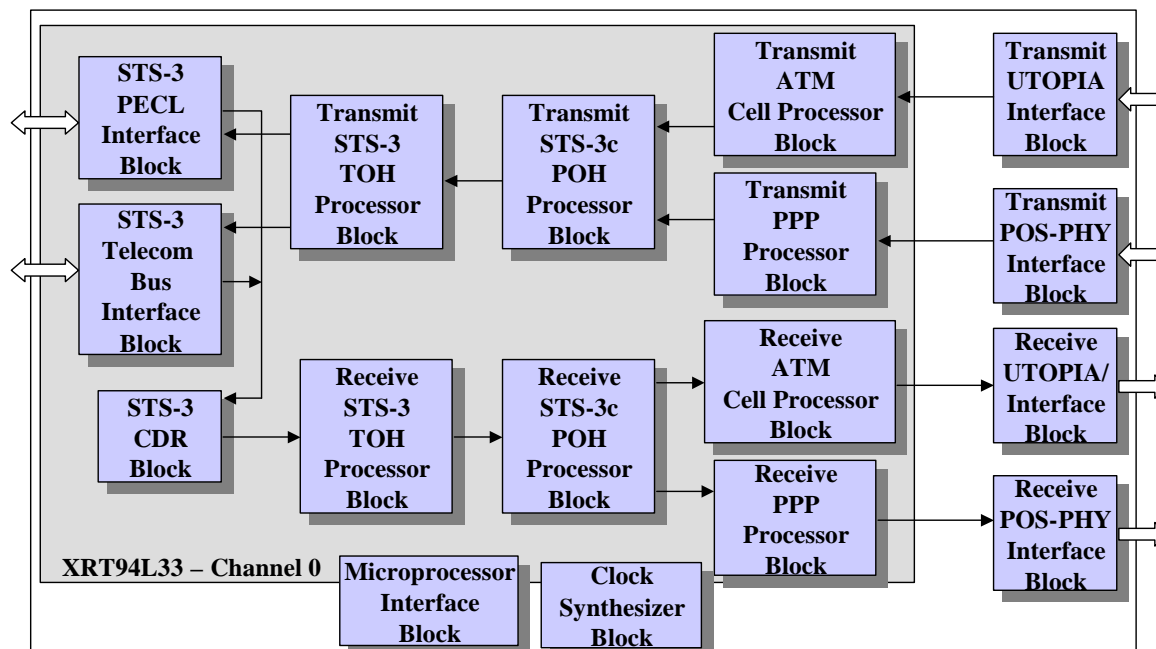 STS-3
PECL
Interface
Block
Transmit
STS-3
TOH
Processor
Block
Transmit
STS-3c
POH
Processor
Block
Transmit
ATM
Cell Processor
Block
Transmit
UTOPIA
Interface
Block
STS-3
Telecom
Bus
Interface
Block
Transmit
PPP
Processor
Block
Transmit
POS-PHY
Interface
Block
STS-3
CDR
Block
Receive
STS-3
TOH
Processor
Block
Receive
STS-3c
POH
Processor
Block
Receive
ATM
Cell Processor
Block
Receive
UTOPIA/
Interface
Block
Receive
PPP
Processor
Block
Receive
POS-PHY
Interface
Block
XRT94L33 – Channel 0
Microprocessor
Interface
Block
Clock
Synthesizer
Block